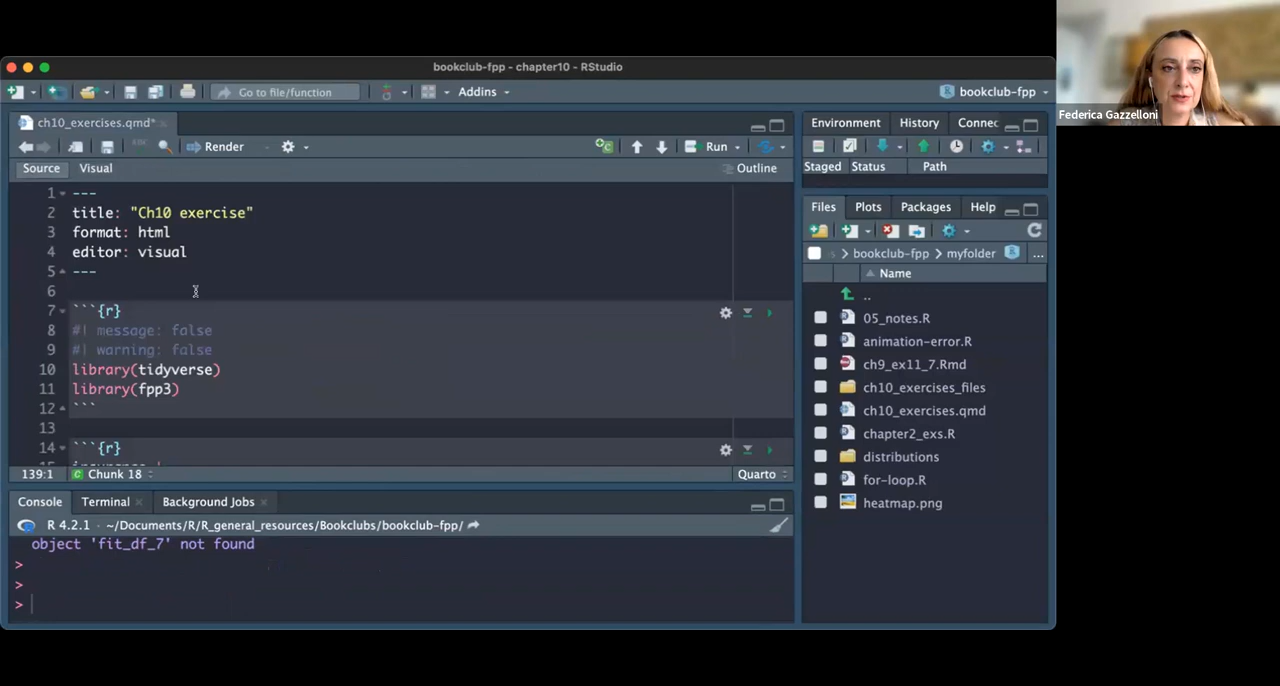 bookclub-fpp - chapter10 - RStudio
Go to file/function
Addins
bookclub-fpp
ch10_exercises.qmd*
Render
Run
Source
Visual
Outline
1 ---
2 title: "Ch10 exercise"
3 format: html
4 editor: visual
5 ---
6
7 ```{r}
8 #| message: false
9 #| warning: false
10 library(tidyverse)
11 library(fpp3)
12 ```
13
14 ```{r}
139:1
Chunk 18
Quarto
Console
Terminal
Background Jobs
R 4.2.1 · ~/Documents/R/R_general_resources/Bookclubs/bookclub-fpp/
object 'fit_df_7' not found
>
>
>
Environment
History
Connec
Staged
Status
Path
Files
Plots
Packages
Help
bookclub-fpp
myfolder
...
Name
..
05_notes.R
animation-error.R
ch9_ex11_7.Rmd
ch10_exercises_files
ch10_exercises.qmd
chapter2_exs.R
distributions
for-loop.R
heatmap.png
Federica Gazzelloni